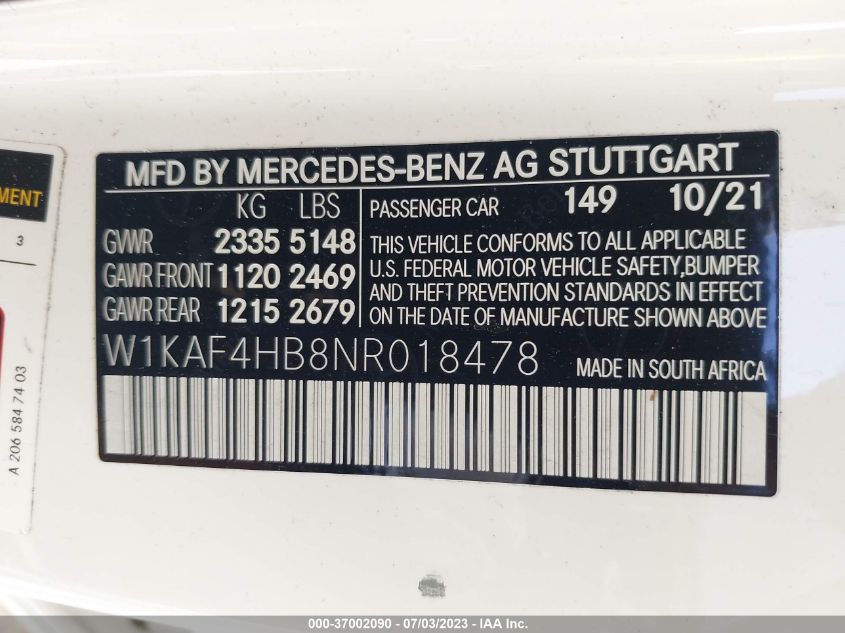 MENT
3
A 206 584 74 03
MFD BY MERCEDES-BENZ AG STUTTGART
KG LBS
GVWR 2335 5148
GAWR FRONT 1120 2469
GAWR REAR 1215 2679
PASSENGER CAR 149 10/21
THIS VEHICLE CONFORMS TO ALL APPLICABLE
U.S. FEDERAL MOTOR VEHICLE SAFETY,BUMPER
AND THEFT PREVENTION STANDARDS IN EFFECT
ON THE DATE OF MANUFACTURE SHOWN ABOVE
W1KAF4HB8NR018478 MADE IN SOUTH AFRICA
000-37002090 - 07/03/2023 - IAA Inc.